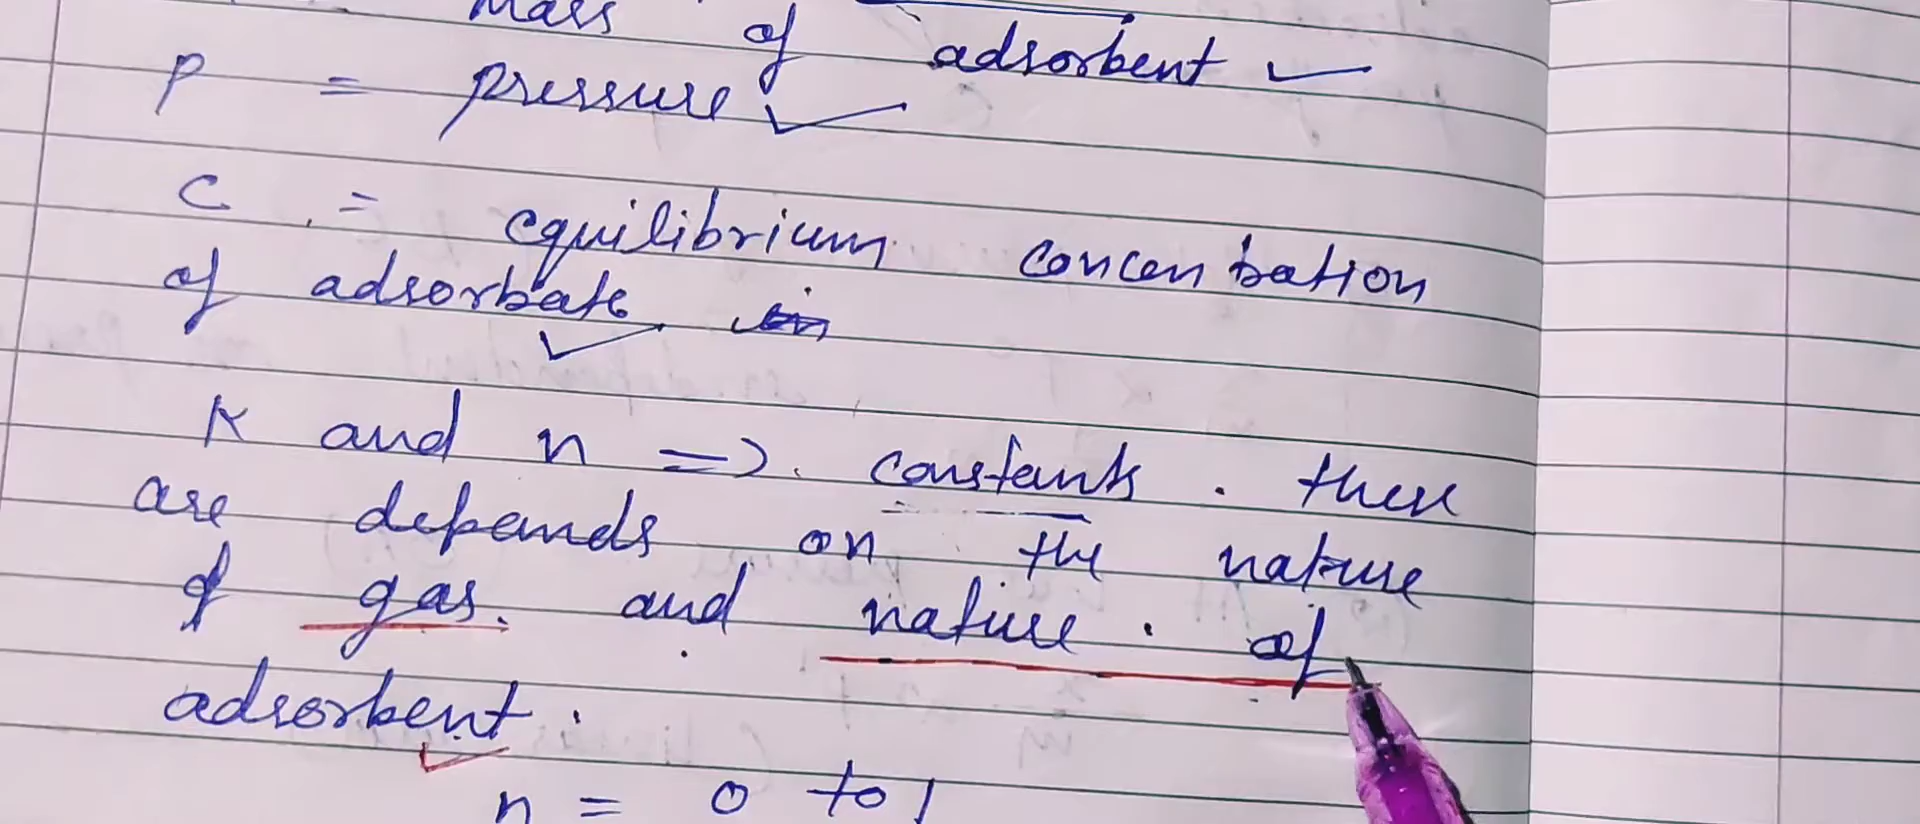 Mass of adsorbent
P = pressure
C = equilibrium concentration
of adsorbate
K and n => constants. these
are depends on the nature
of gas. and nature. of
adsorbent.
n = 0 to 1